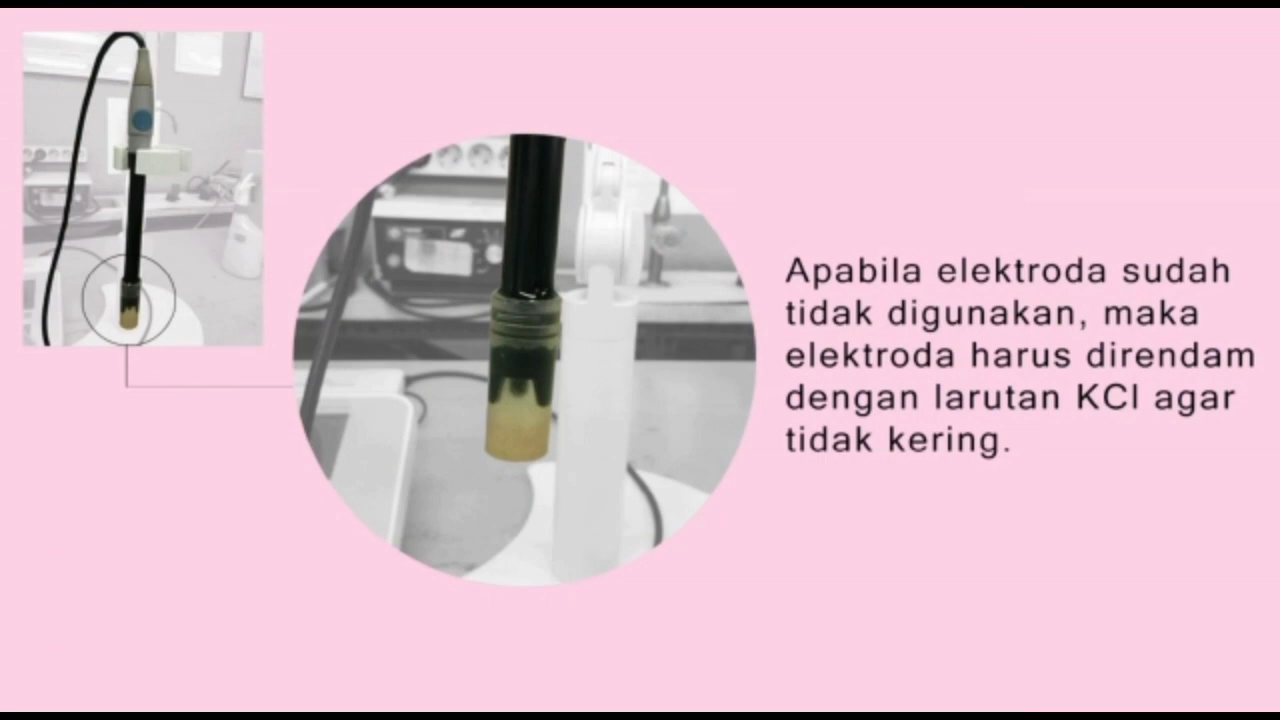 Apabila elektroda sudah
tidak digunakan, maka
elektroda harus direndam
dengan larutan KCl agar
tidak kering.